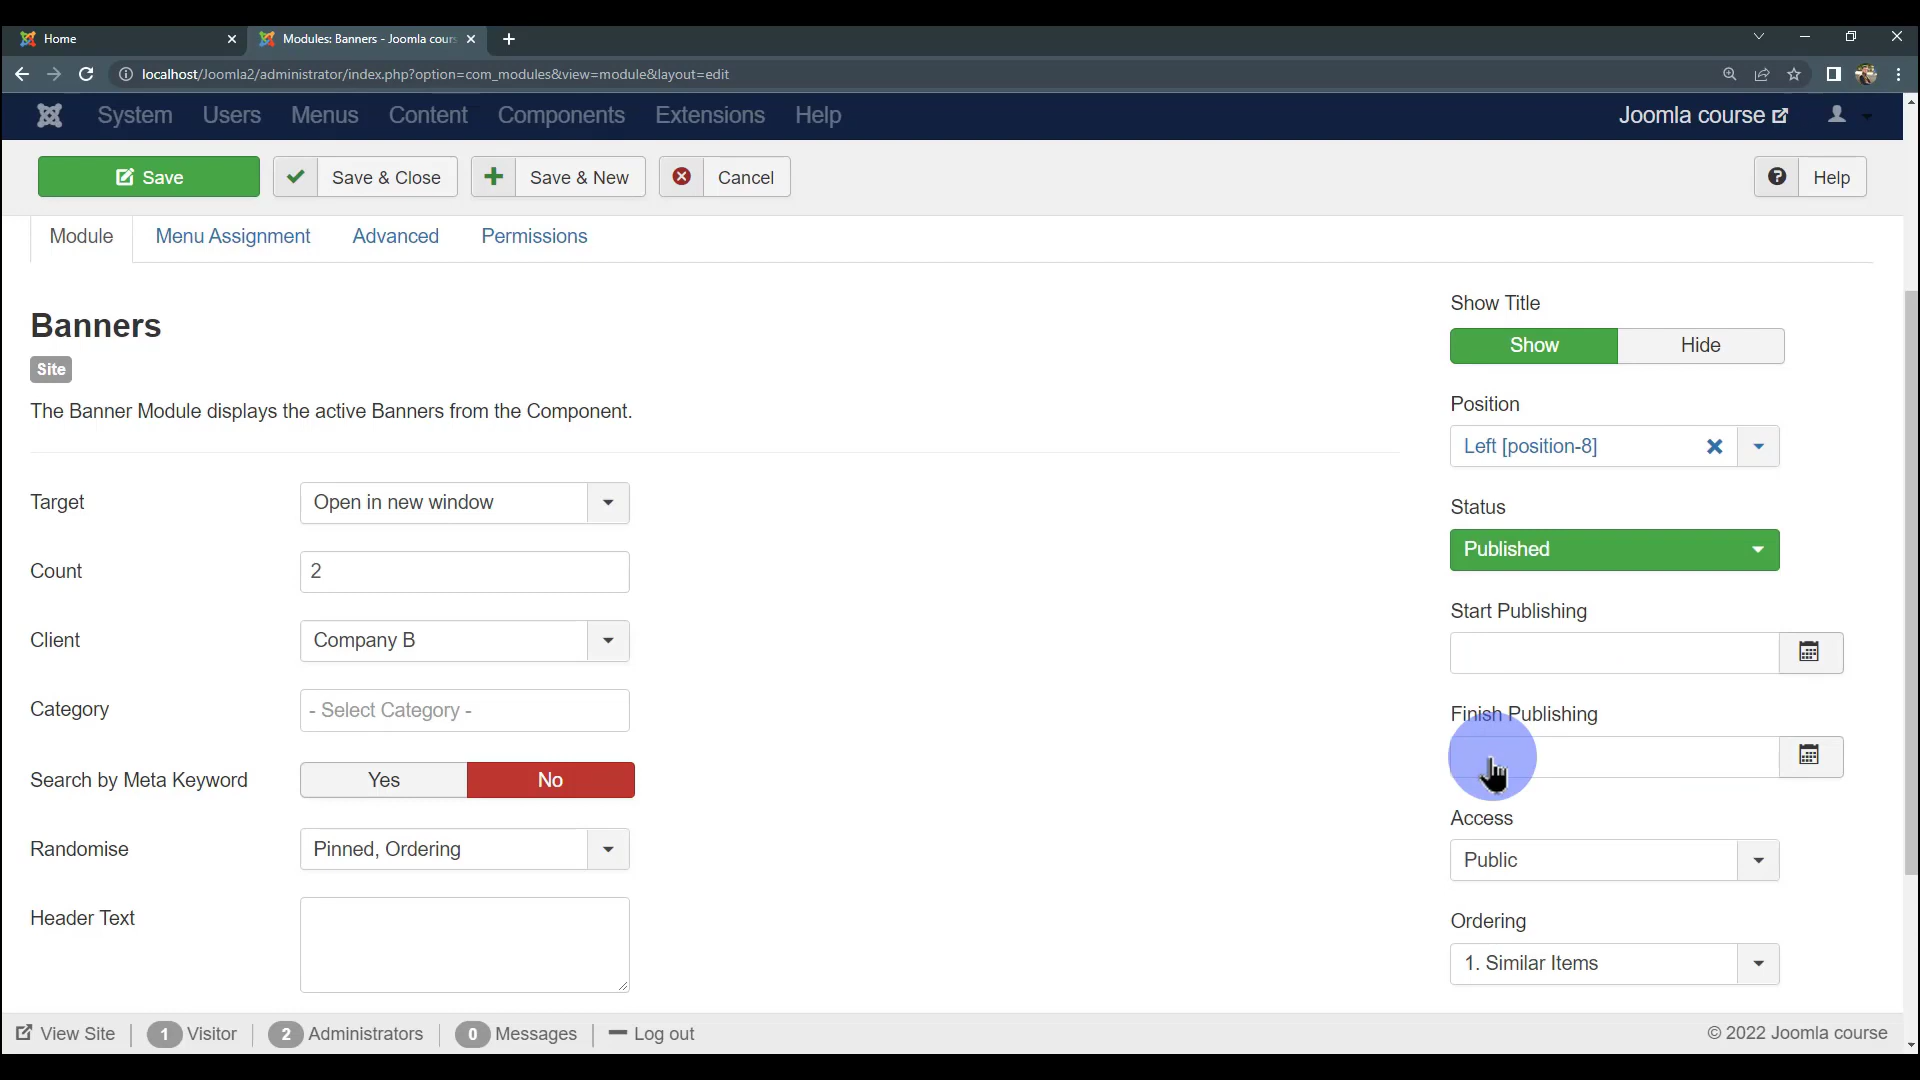 Home
Modules: Banners - Joomla cour
localhost/Joomla2/administrator/index.php?option=com_modules&view=module&layout=edit
System Users Menus Content Components Extensions Help
Joomla course
Save
Save & Close
Save & New
Cancel
Help
Module Menu Assignment Advanced Permissions
Banners
Site
The Banner Module displays the active Banners from the Component.
Target Open in new window
Count 2
Client Company B
Category - Select Category -
Search by Meta Keyword Yes No
Randomise Pinned, Ordering
Header Text
Show Title
Show Hide
Position
Left [position-8]
Status
Published
Start Publishing
Finish Publishing
Access
Public
Ordering
1. Similar Items
View Site 1 Visitor 2 Administrators 0 Messages Log out
© 2022 Joomla course